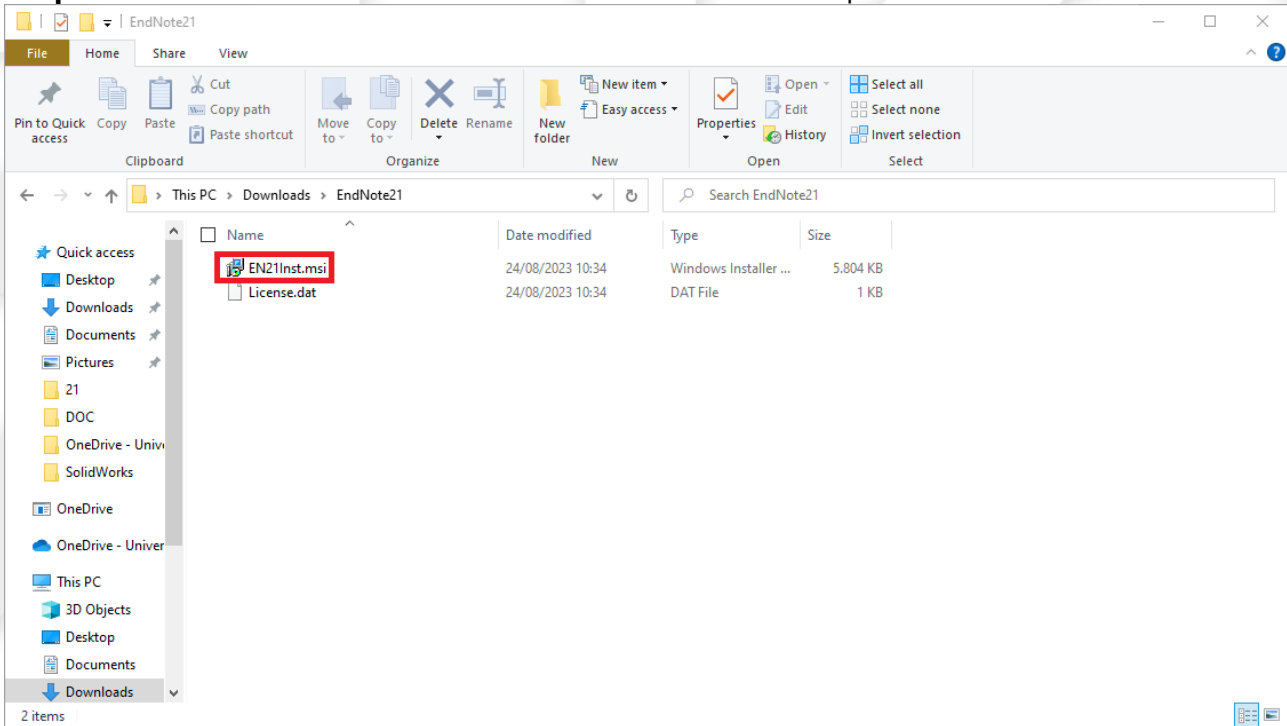 EndNote21
File Home Share View
Pin to Quick access
Copy
Paste
Cut
Copy path
Paste shortcut
Clipboard
Move to
Copy to
Delete
Rename
Organize
New folder
New item
Easy access
New
Properties
Open
Edit
History
Open
Select all
Select none
Invert selection
Select
This PC > Downloads > EndNote21
Search EndNote21
Name Date modified Type Size
EN21Inst.msi 24/08/2023 10:34 Windows Installer ... 5.804 KB
License.dat 24/08/2023 10:34 DAT File 1 KB
Quick access
Desktop
Downloads
Documents
Pictures
21
DOC
OneDrive - Unive
SolidWorks
OneDrive
OneDrive - Univer
This PC
3D Objects
Desktop
Documents
Downloads
2 items